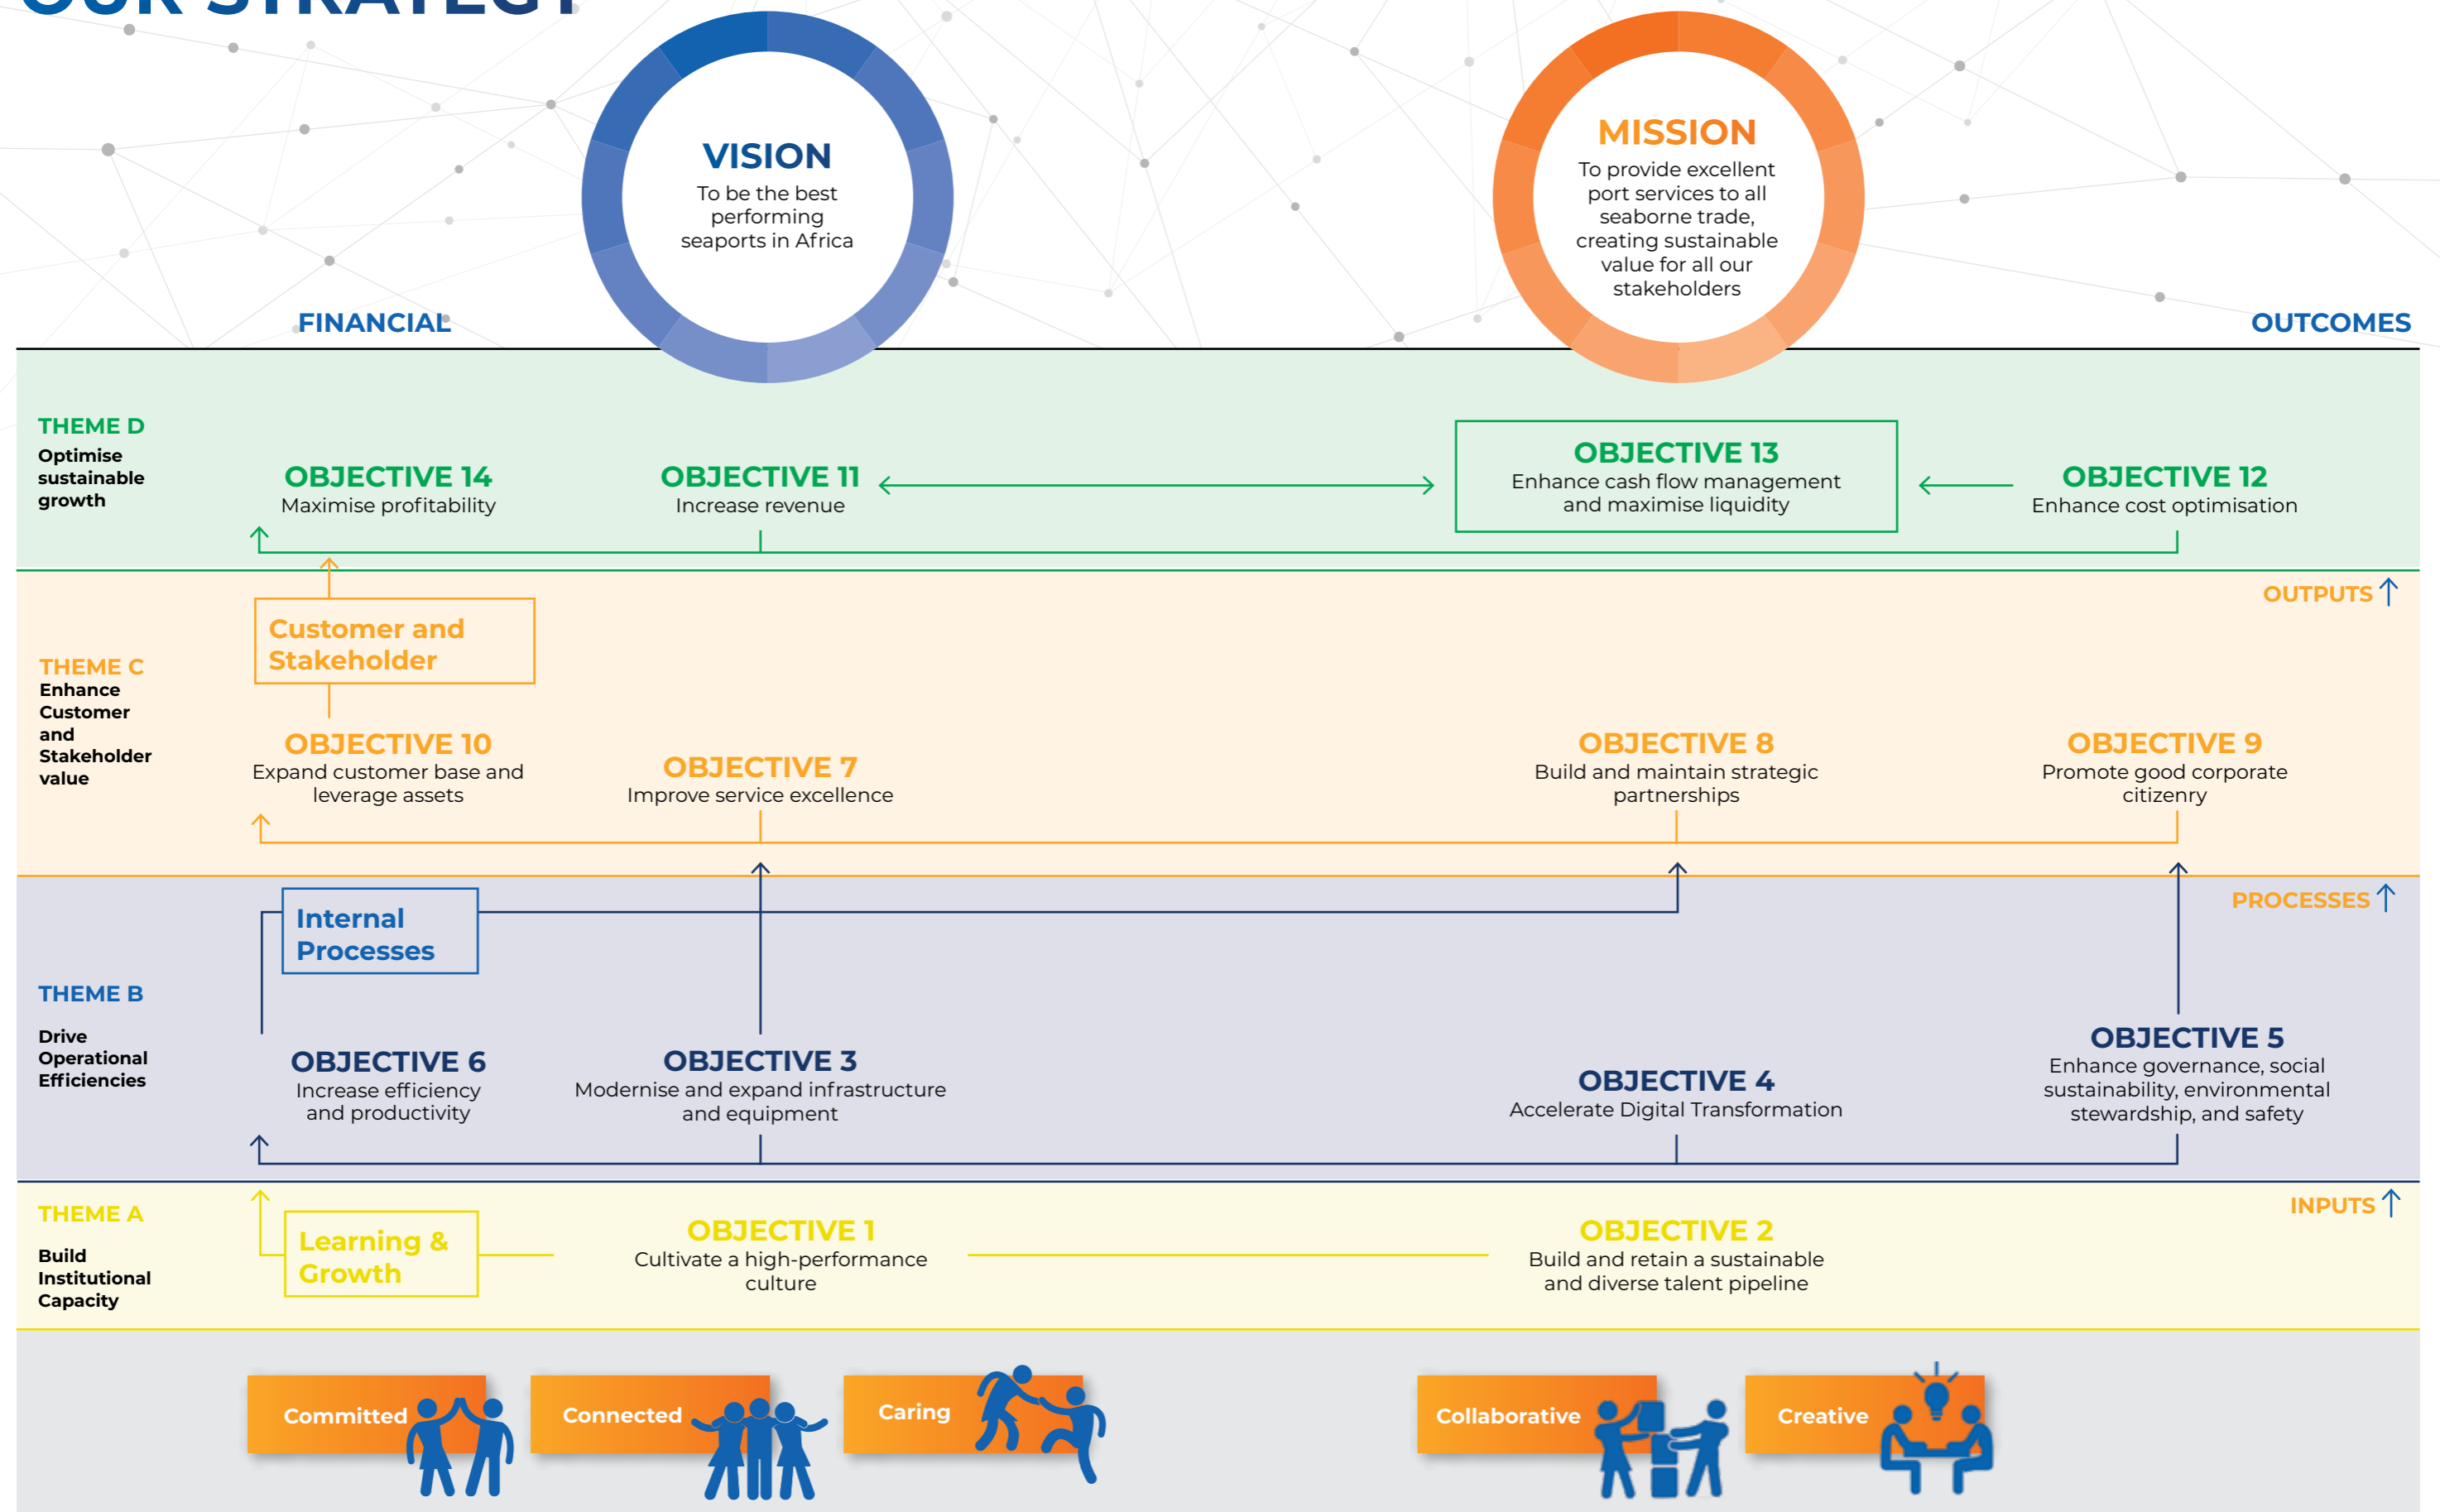 OUR STRATEGY
VISION
To be the best
performing
seaports in Africa
MISSION
To provide excellent
port services to all
seaborne trade,
creating sustainable
value for all our
stakeholders
FINANCIAL
OUTCOMES
THEME D
Optimise
sustainable
growth
OBJECTIVE 14
Maximise profitability
OBJECTIVE 11
Increase revenue
OBJECTIVE 13
Enhance cash flow management
and maximise liquidity
OBJECTIVE 12
Enhance cost optimisation
OUTPUTS
Customer and
Stakeholder
THEME C
Enhance
Customer
and
Stakeholder
value
OBJECTIVE 10
Expand customer base and
leverage assets
OBJECTIVE 7
Improve service excellence
OBJECTIVE 8
Build and maintain strategic
partnerships
OBJECTIVE 9
Promote good corporate
citizenry
PROCESSES
Internal
Processes
THEME B
Drive
Operational
Efficiencies
OBJECTIVE 6
Increase efficiency
and productivity
OBJECTIVE 3
Modernise and expand infrastructure
and equipment
OBJECTIVE 4
Accelerate Digital Transformation
OBJECTIVE 5
Enhance governance, social
sustainability, environmental
stewardship, and safety
INPUTS
THEME A
Build
Institutional
Capacity
Learning &
Growth
OBJECTIVE 1
Cultivate a high-performance
culture
OBJECTIVE 2
Build and retain a sustainable
and diverse talent pipeline
Committed
Connected
Caring
Collaborative
Creative